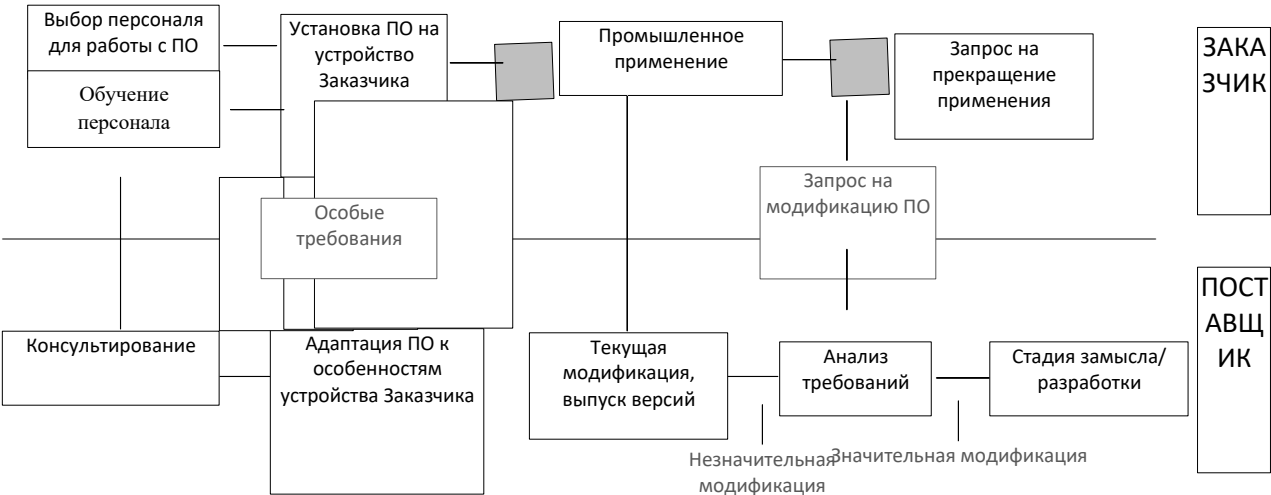 Выбор персоналя
для работы с ПО
Обучение
персонала
Установка ПО на
устройство
Заказчика
Промышленное
применение
Запрос на
прекращение
применения
ЗАКА
ЗЧИК
Особые
требования
Запрос на
модификацию ПО
Консультирование
Адаптация ПО к
особенностям
устройства Заказчика
Текущая
модификация,
выпуск версий
Анализ
требований
Стадия замысла/
разработки
ПОСТ
АВЩ
ИК
Незначительная
модификация
Значительная модификация